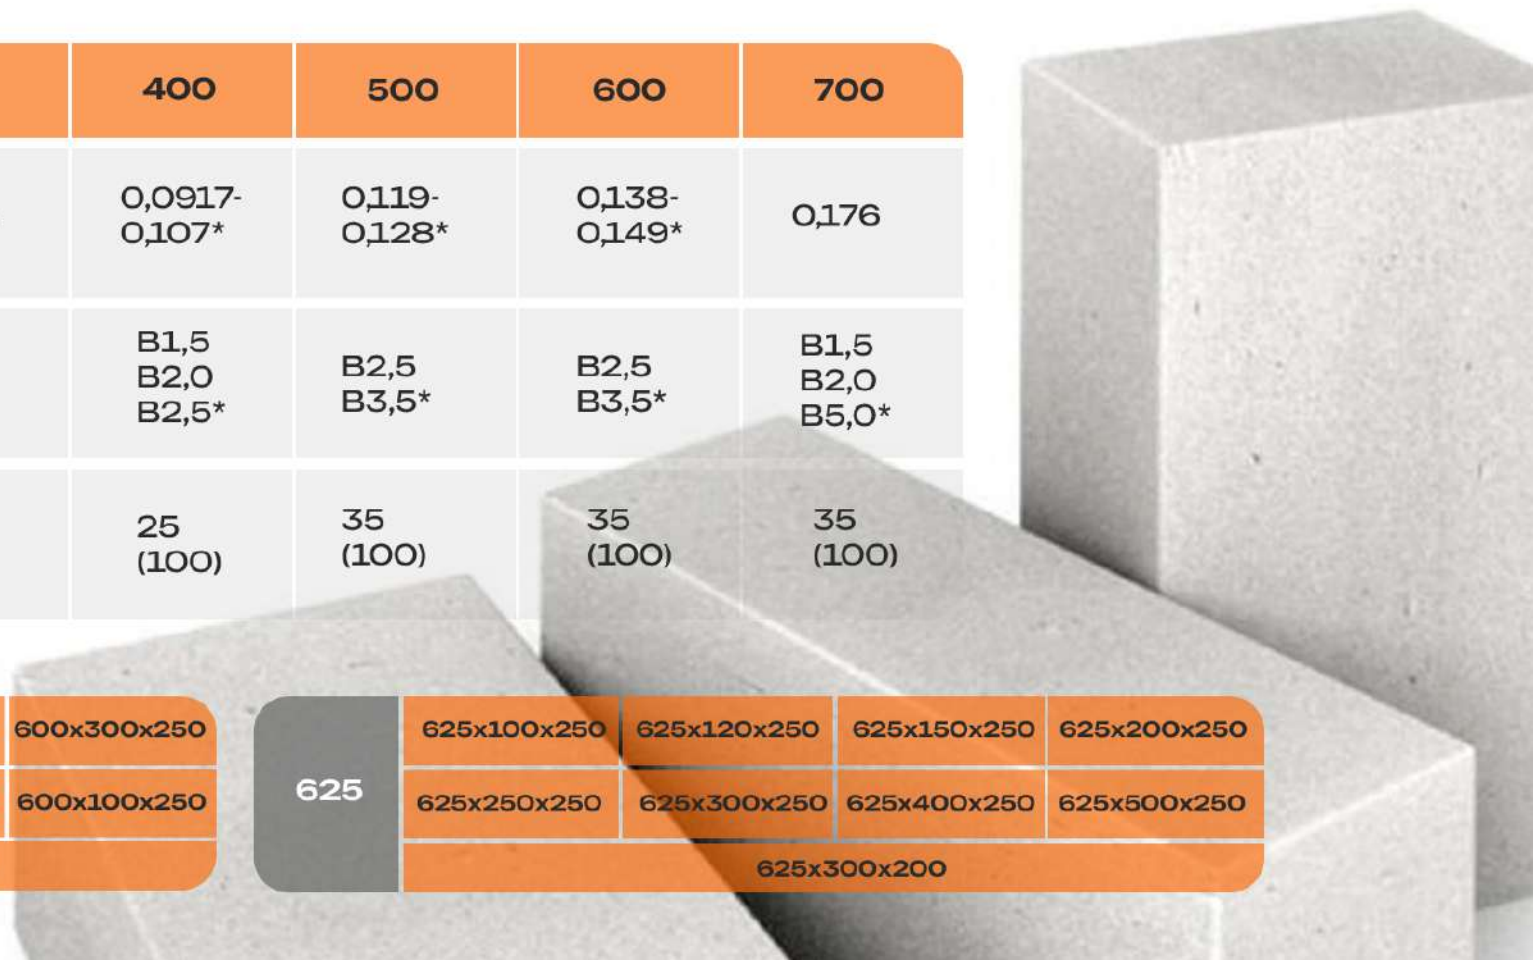 400 500 600 700
0,0917- 0,119- 0,138- 0,176
0,107* 0,128* 0,149*
B1,5 B2,5 B2,5 B1,5
B2,0 B3,5* B3,5* B2,0
B2,5* B5,0*
25 35 35 35
(100) (100) (100) (100)
600x300x250
600x100x250
625
625x100x250 625x120x250 625x150x250 625x200x250
625x250x250 625x300x250 625x400x250 625x500x250
625x300x200